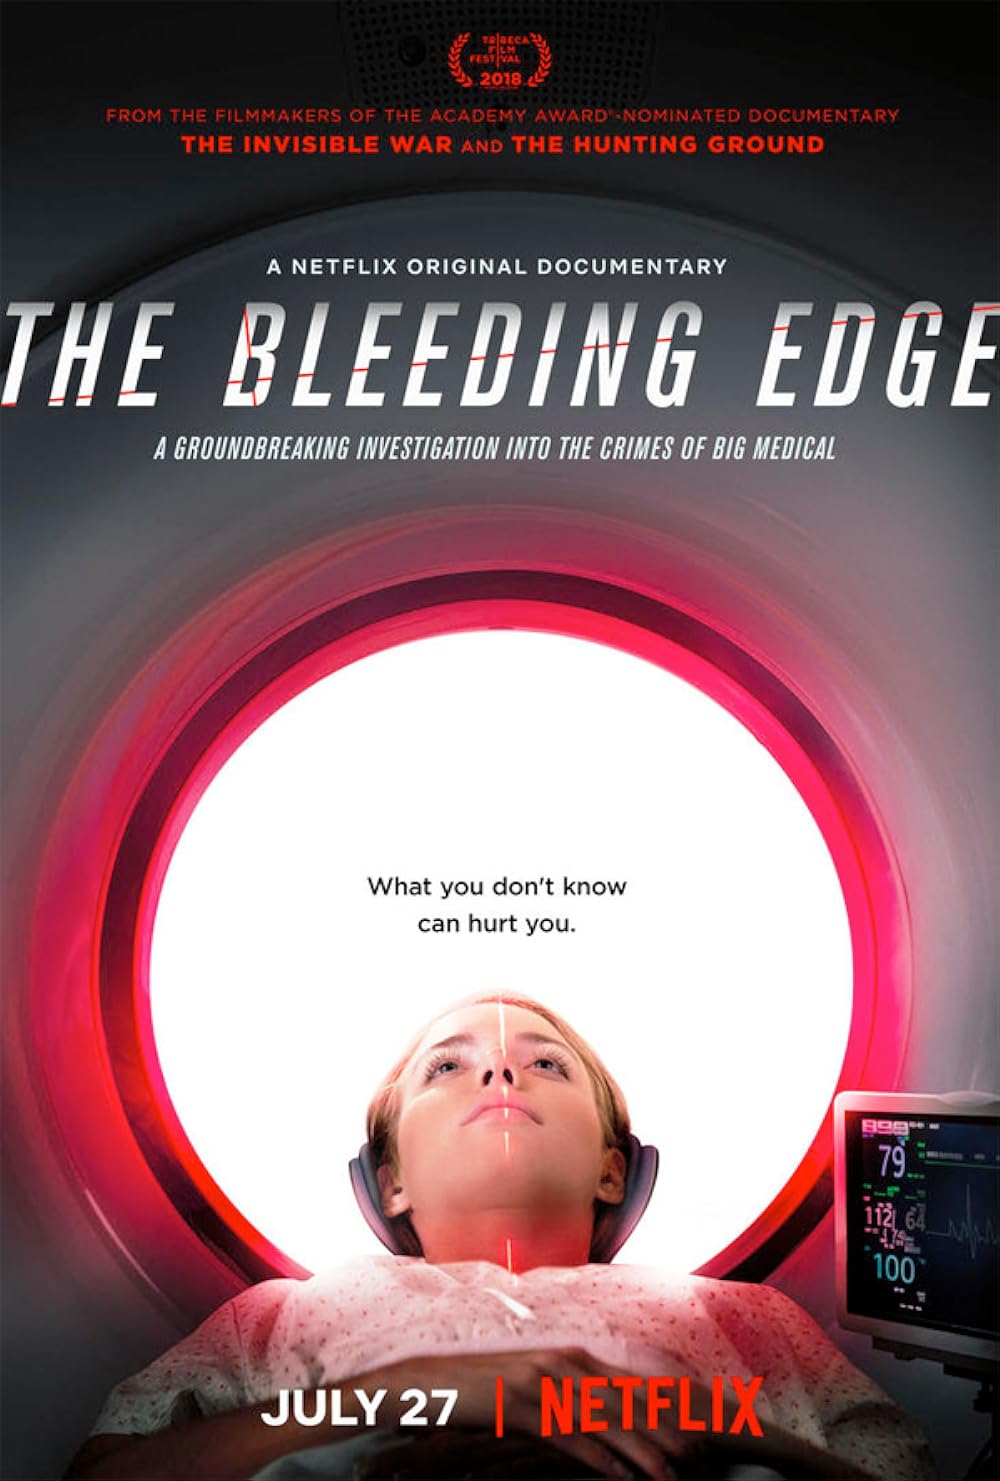 TRIBECA
FILM
FESTIVAL
2018
FROM THE FILMMAKERS OF THE ACADEMY AWARD®-NOMINATED DOCUMENTARY
THE INVISIBLE WAR AND THE HUNTING GROUND
A NETFLIX ORIGINAL DOCUMENTARY
THE BLEEDING EDGE
A GROUNDBREAKING INVESTIGATION INTO THE CRIMES OF BIG MEDICAL
What you don't know
can hurt you.
79
112 64
100
JULY 27 | NETFLIX